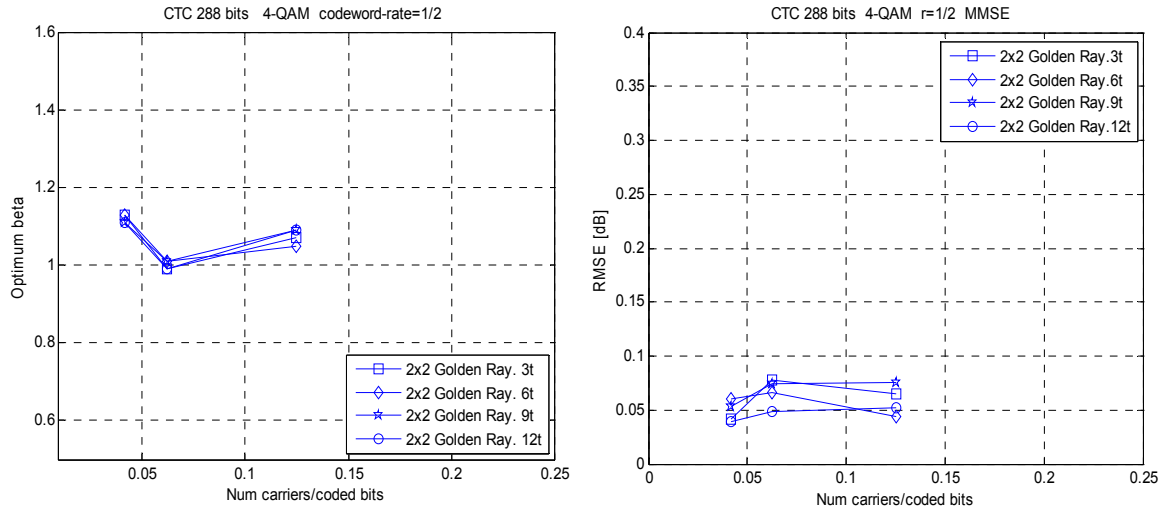 CTC 288 bits 4-QAM codeword-rate=1/2
1.6
1.4
1.2
1
0.8
0.6
Optimum beta
0.05
0.1
0.15
0.2
0.25
Num carriers/coded bits
2x2 Golden Ray. 3t
2x2 Golden Ray. 6t
2x2 Golden Ray. 9t
2x2 Golden Ray. 12t
CTC 288 bits 4-QAM r=1/2 MMSE
0.4
0.35
0.3
0.25
0.2
0.15
0.1
0.05
0
RMSE [dB]
0
0.05
0.1
0.15
0.2
0.25
Num carriers/coded bits
2x2 Golden Ray.3t
2x2 Golden Ray.6t
2x2 Golden Ray.9t
2x2 Golden Ray.12t